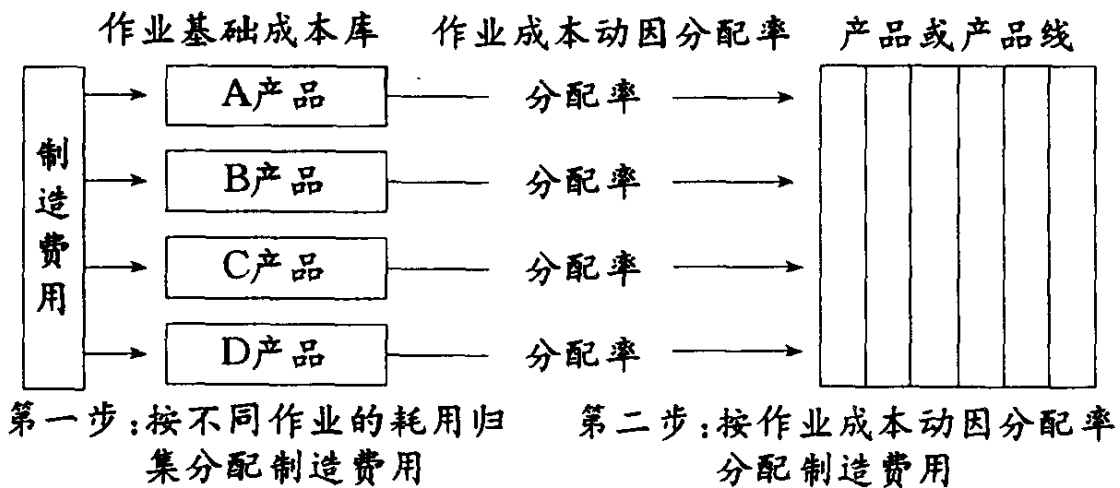 作业基础成本库 作业成本动因分配率 产品或产品线
制造费用
A产品 分配率
B产品 分配率
C产品 分配率
D产品 分配率
第一步:按不同作业的耗用归
集分配制造费用
第二步:按作业成本动因分配率
分配制造费用